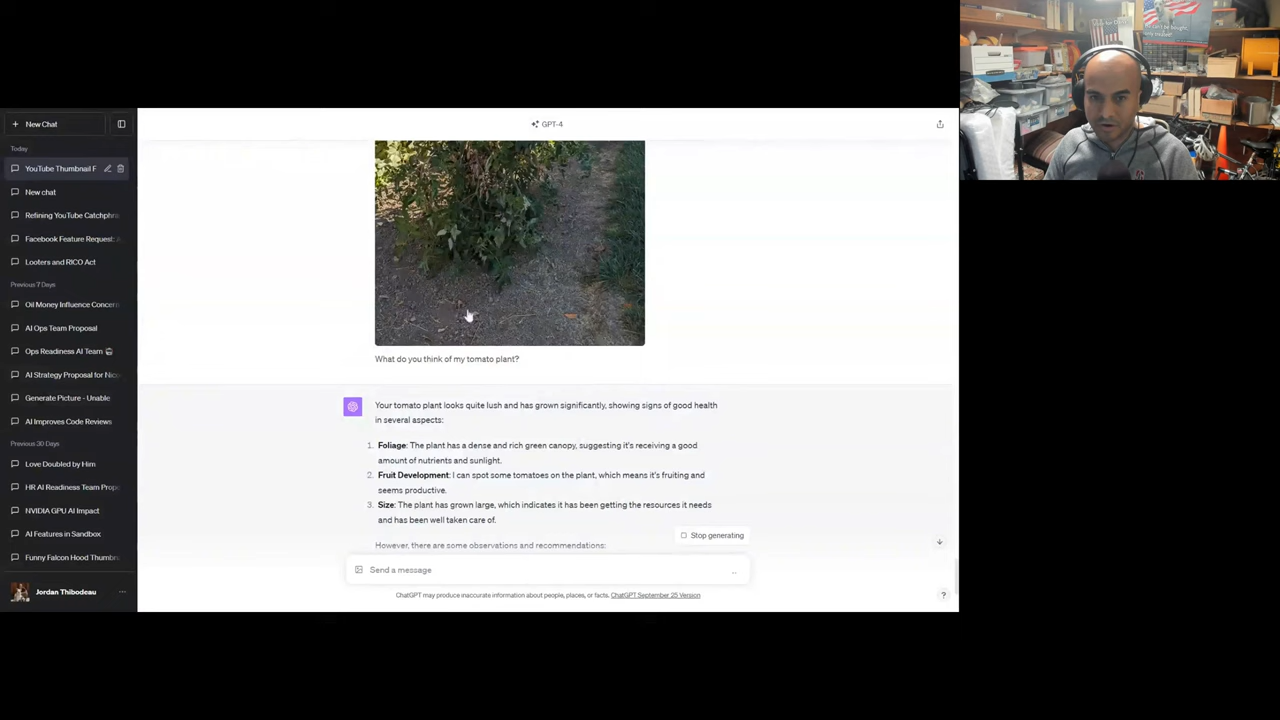 New Chat
Today
YouTube Thumbnail F
New chat
Refining YouTube Catchphra
Facebook Feature Request:
Looters and RICO Act
Previous 7 Days
Oil Money Influence Concern
AI Ops Team Proposal
Ops Readiness AI Team
AI Strategy Proposal for Nic
Generate Picture - Unable
AI Improves Code Reviews
Previous 30 Days
Love Doubled by Him
HR AI Readiness Team Prop
NVIDIA GPU AI Impact
AI Features in Sandbox
Funny Falcon Hood Thumbn
Jordan Thibodeau
GPT-4
What do you think of my tomato plant?
Your tomato plant looks quite lush and has grown significantly, showing signs of good health
in several aspects:
1. Foliage: The plant has a dense and rich green canopy, suggesting it's receiving a good
amount of nutrients and sunlight.
2. Fruit Development: I can spot some tomatoes on the plant, which means it's fruiting and
seems productive.
3. Size: The plant has grown large, which indicates it has been getting the resources it needs
and has been well taken care of.
However, there are some observations and recommendations:
Stop generating
Send a message
ChatGPT may produce inaccurate information about people, places, or facts. ChatGPT September 25 Version
?